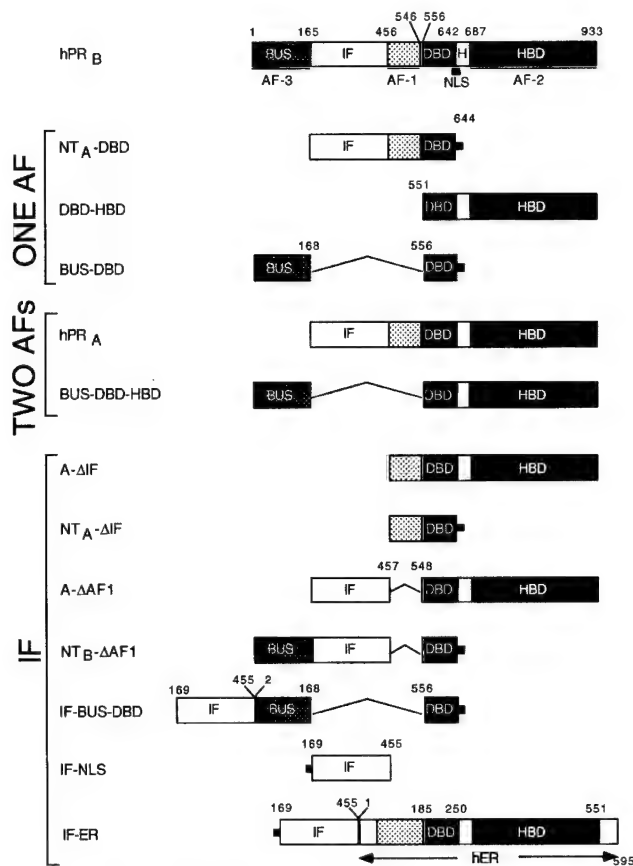 546 556
1 165 456 642 687 933
hPR B BUS IF DBD H HBD
AF-3 AF-1 NLS AF-2
ONE AF
644
NT A-DBD IF DBD
551
DBD-HBD DBD HBD
168 556
BUS-DBD BUS DBD
TWO AFs
hPR A IF DBD HBD
BUS-DBD-HBD BUS DBD HBD
IF
A-ΔIF DBD HBD
NT A-ΔIF DBD
457 548
A-ΔAF1 IF DBD HBD
NT B-ΔAF1 BUS IF DBD
455 2
169 168 556
IF-BUS-DBD IF BUS DBD
169 455
IF-NLS IF
169 455 1 185 250 551
IF-ER IF DBD HBD
hER 595